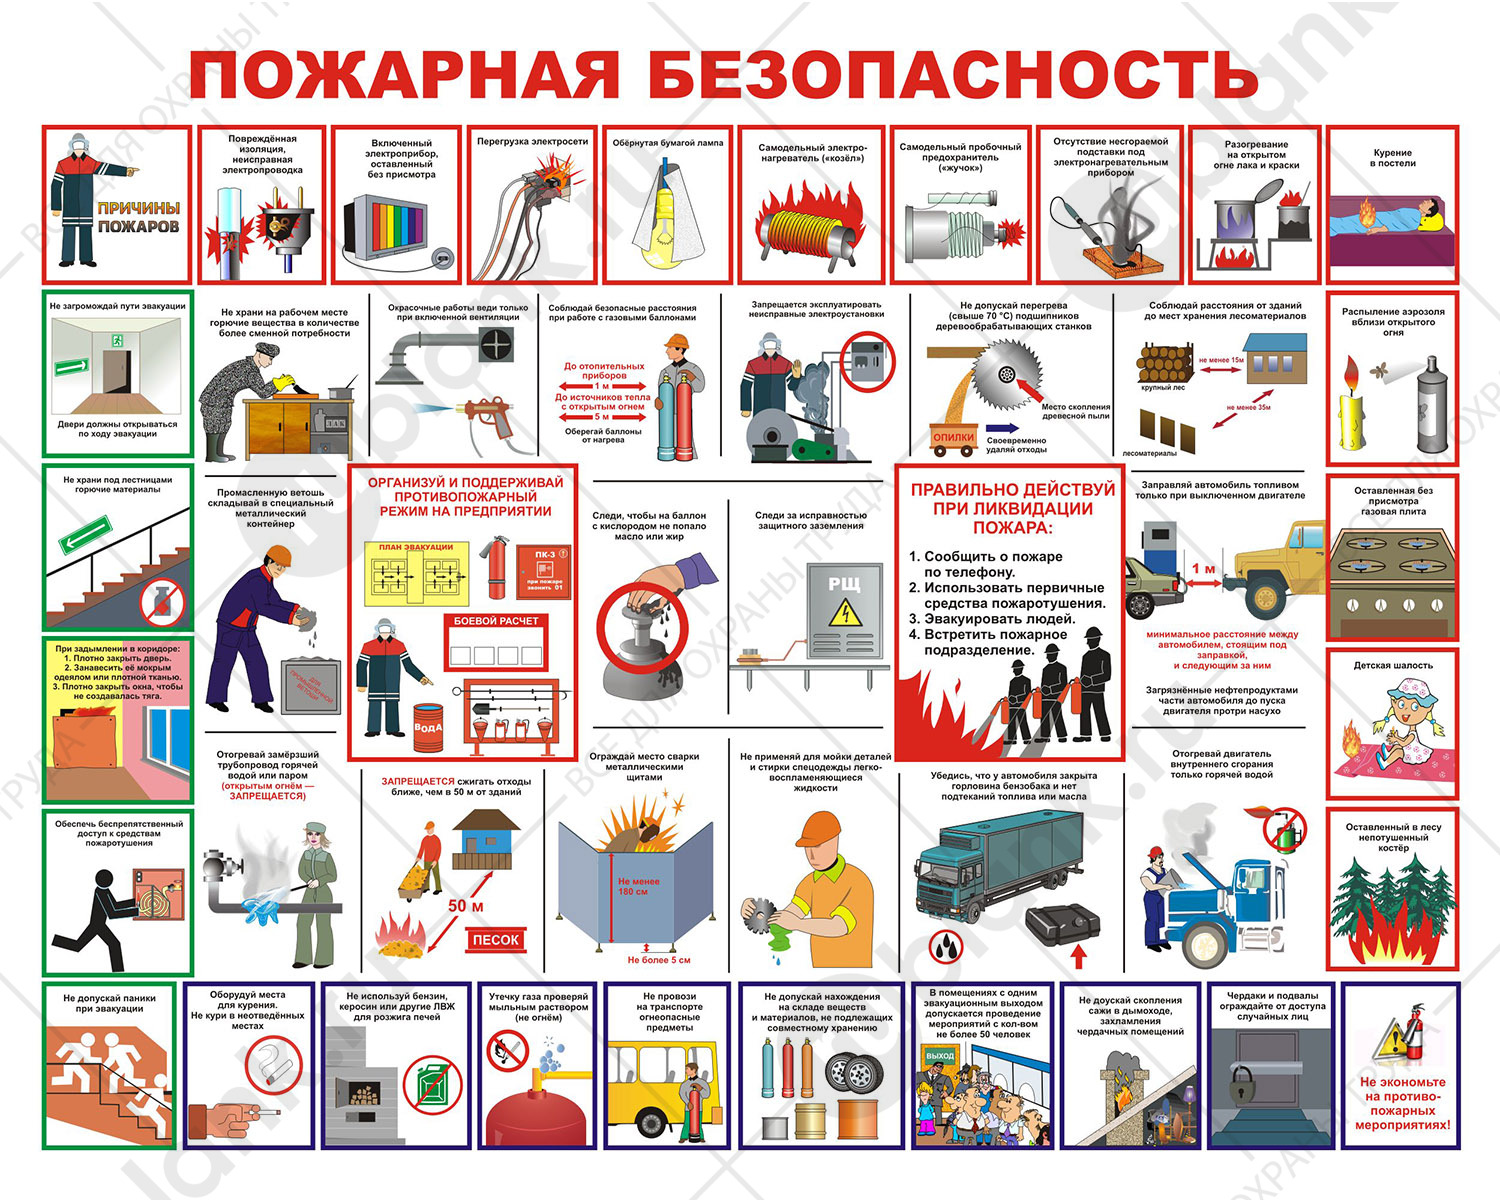 ПОЖАРНАЯ БЕЗОПАСНОСТЬ
ПРИЧИНЫ
ПОЖАРОВ
Повреждённая
изоляция,
неисправная
электропроводка
Включенный
электроприбор,
оставленный
без присмотра
Перегрузка электросети
Обёрнутая бумагой лампа
Самодельный электро-
нагреватель («козёл»)
Самодельный пробочный
предохранитель
(«жучок»)
Отсутствие несгораемой
подставки под
электронагревательным
прибором
Разогревание
на открытом
огне лака и краски
Курение
в постели
Не загромождай пути эвакуации
Двери должны открываться
по ходу эвакуации
Не храни на рабочем месте
горючие вещества в количестве
более сменной потребности
Окрасочные работы веди только
при включенной вентиляции
Соблюдай безопасные расстояния
при работе с газовыми баллонами
До отопительных
приборов
1 м
До источников тепла
с открытым огнем
5 м
Оберегай баллоны
от нагрева
Запрещается эксплуатировать
неисправные электроустановки
Не допускай перегрева
(свыше 70 °С) подшипников
деревообрабатывающих станков
Место скопления
древесной пыли
ОПИЛКИ
Своевременно
удаляй отходы
Соблюдай расстояния от зданий
до мест хранения лесоматериалов
не менее 15м
крупный лес
не менее 35м
лесоматериалы
Распыление аэрозоля
вблизи открытого
огня
Не храни под лестницами
горючие материалы
Промасленную ветошь
складывай в специальный
металлический
контейнер
ДЛЯ
ПРОМАСЛЕННОЙ
ВЕТОШИ
ОРГАНИЗУЙ И ПОДДЕРЖИВАЙ
ПРОТИВОПОЖАРНЫЙ
РЕЖИМ НА ПРЕДПРИЯТИИ
ПЛАН ЭВАКУАЦИИ
ПК-3
при пожаре
звонить 01
БОЕВОЙ РАСЧЕТ
ВОДА
Следи, чтобы на баллон
с кислородом не попало
масло или жир
Следи за исправностью
защитного заземления
РЩ
ПРАВИЛЬНО ДЕЙСТВУЙ
ПРИ ЛИКВИДАЦИИ
ПОЖАРА:
1. Сообщить о пожаре
по телефону.
2. Использовать первичные
средства пожаротушения.
3. Эвакуировать людей.
4. Встретить пожарное
подразделение.
Заправляй автомобиль топливом
только при выключенном двигателе
1 м
минимальное расстояние между
автомобилем, стоящим под
заправкой,
и следующим за ним
Загрязнённые нефтепродуктами
части автомобиля до пуска
двигателя протри насухо
Оставленная без
присмотра
газовая плита
При задымлении в коридоре:
1. Плотно закрыть дверь.
2. Занавесить её мокрым
одеялом или плотной тканью.
3. Плотно закрыть окна, чтобы
не создавалась тяга.
Детская шалость
Отогревай замёрзший
трубопровод горячей
водой или паром
(открытым огнём —
ЗАПРЕЩАЕТСЯ)
ЗАПРЕЩАЕТСЯ сжигать отходы
ближе, чем в 50 м от зданий
50 м
ПЕСОК
Ограждай место сварки
металлическими
щитами
Не менее
180 см
Не более 5 см
Не применяй для мойки деталей
и стирки спецодежды легко-
воспламеняющиеся
жидкости
Убедись, что у автомобиля закрыта
горловина бензобака и нет
подтеканий топлива или масла
Отогревай двигатель
внутреннего сгорания
только горячей водой
Обеспечь беспрепятственный
доступ к средствам
пожаротушения
Оставленный в лесу
непотушенный
костёр
Не допускай паники
при эвакуации
Оборудуй места
для курения.
Не кури в неотведённых
местах
Не используй бензин,
керосин или другие ЛВЖ
для розжига печей
Утечку газа проверяй
мыльным раствором
(не огнём)
Не провози
на транспорте
огнеопасные
предметы
Не допускай нахождения
на складе веществ
и материалов, не подлежащих
совместному хранению
В помещениях с одним
эвакуационным выходом
допускается проведение
мероприятий с кол-вом
не более 50 человек
ВЫХОД
Не доускай скопления
сажи в дымоходе,
захламления
чердачных помещений
Чердаки и подвалы
ограждайте от доступа
случайных лиц
Не экономьте
на противо-
пожарных
мероприятиях!